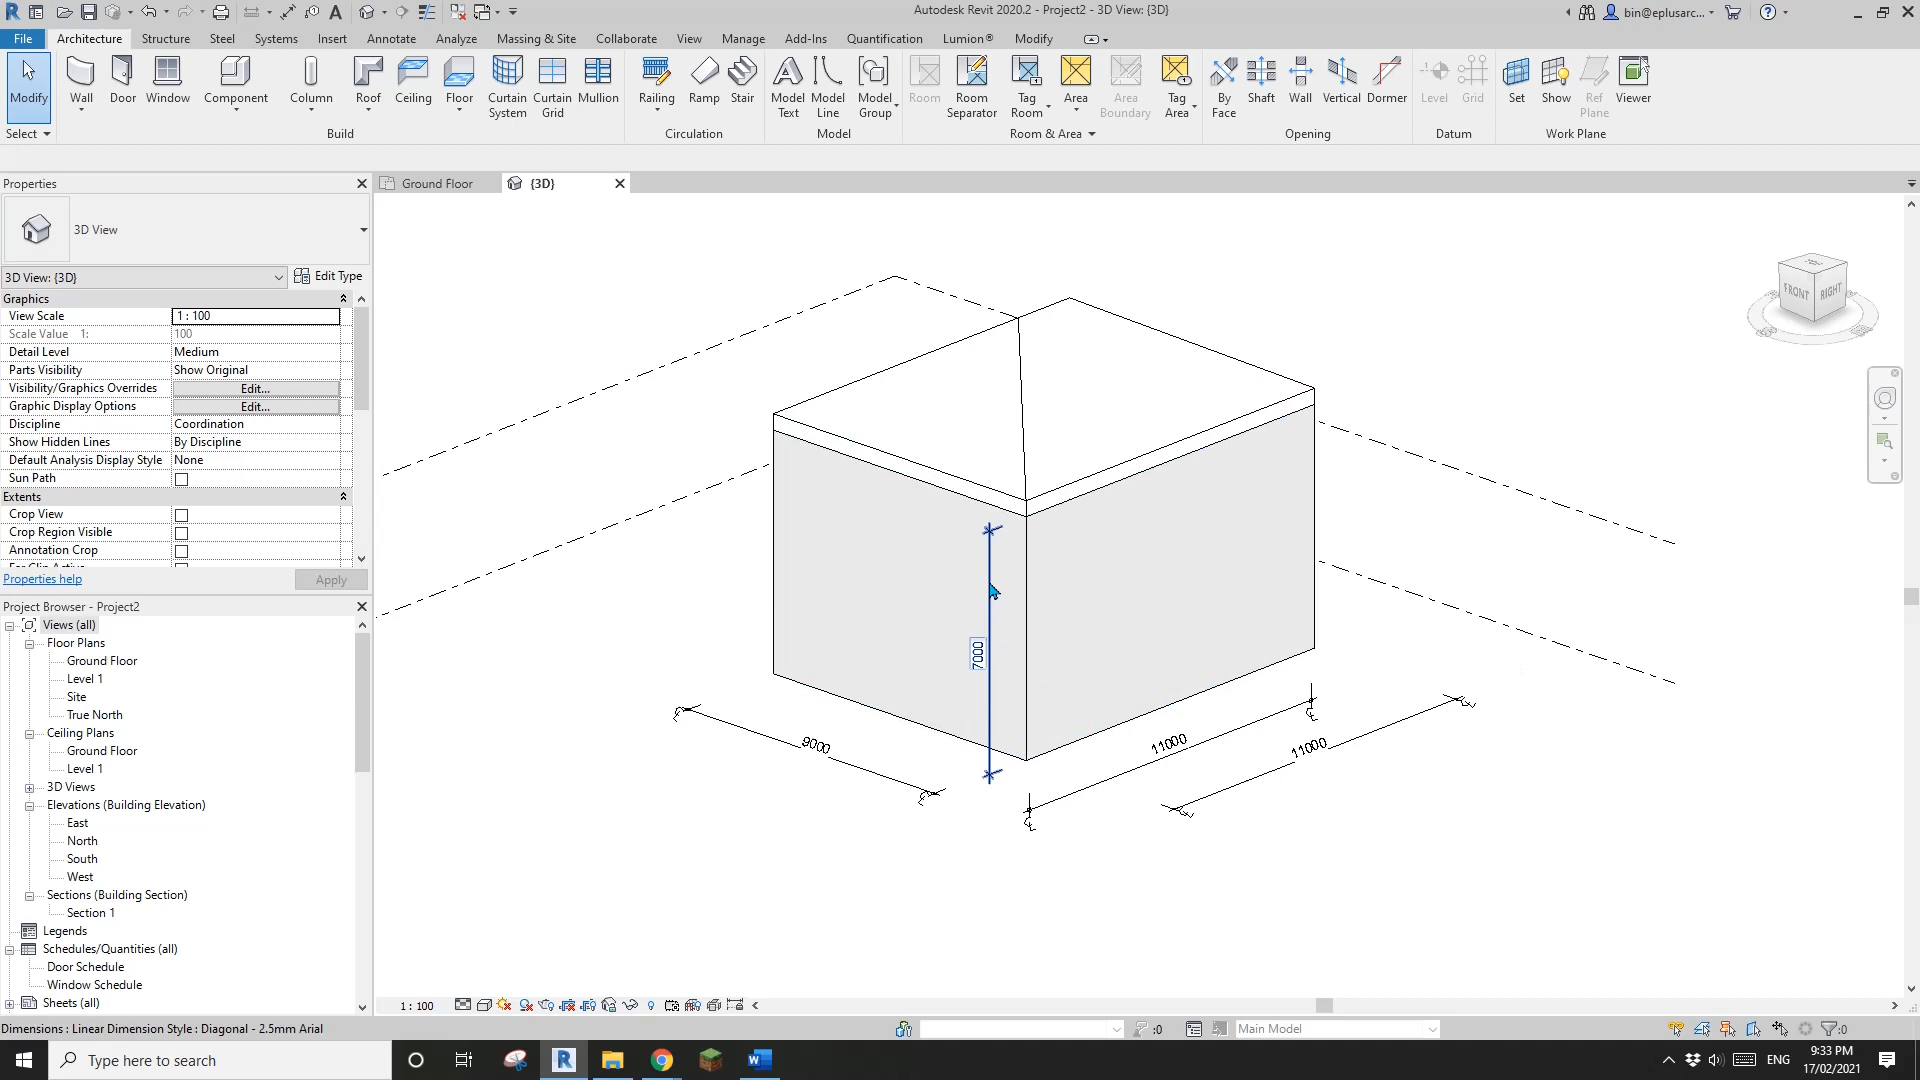 Autodesk Revit 2020.2 - Project2 - 3D View: {3D}
bin@eplusarc...
File Architecture Structure Steel Systems Insert Annotate Analyze Massing & Site Collaborate View Manage Add-Ins Quantification Lumion® Modify
Modify Wall Door Window Component Column Roof Ceiling Floor Curtain System Curtain Grid Mullion Railing Ramp Stair Model Text Model Line Model Group Room Room Separator Tag Room Area Area Boundary Tag Area By Face Shaft Wall Vertical Dormer Level Grid Set Show Ref Plane Viewer
Select Build Circulation Model Room & Area Opening Datum Work Plane
Properties
Ground Floor
{3D}
3D View
3D View: {3D}
Edit Type
Graphics
View Scale 1 : 100
Scale Value 1: 100
Detail Level Medium
Parts Visibility Show Original
Visibility/Graphics Overrides Edit...
Graphic Display Options Edit...
Discipline Coordination
Show Hidden Lines By Discipline
Default Analysis Display Style None
Sun Path
Extents
Crop View
Crop Region Visible
Annotation Crop
Far Clip Active
Properties help
Apply
Project Browser - Project2
Views (all)
Floor Plans
Ground Floor
Level 1
Site
True North
Ceiling Plans
Ground Floor
Level 1
3D Views
Elevations (Building Elevation)
East
North
South
West
Sections (Building Section)
Section 1
Legends
Schedules/Quantities (all)
Door Schedule
Window Schedule
Sheets (all)
TOP
FRONT
RIGHT
7000
9000
11000
11000
1 : 100
Dimensions : Linear Dimension Style : Diagonal - 2.5mm Arial
:0
Main Model
:0
Type here to search
ENG
9:33 PM
17/02/2021